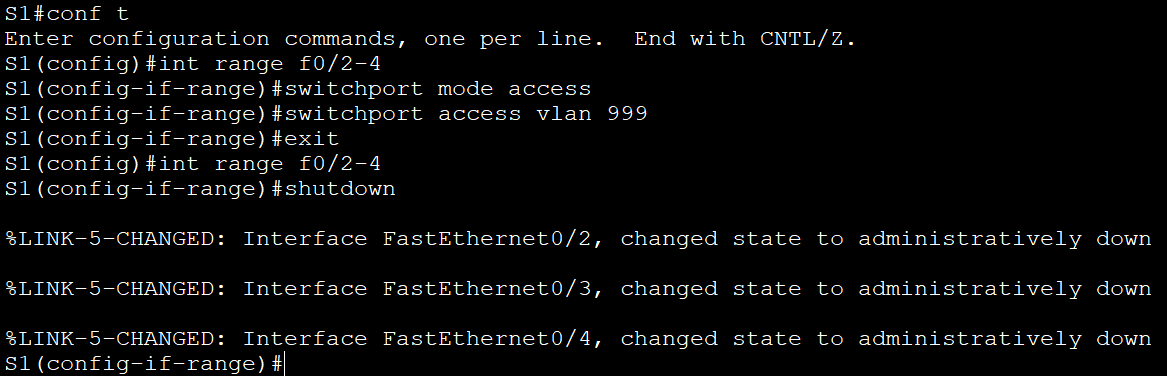 S1#conf t
Enter configuration commands, one per line.  End with CNTL/Z.
S1(config)#int range f0/2-4
S1(config-if-range)#switchport mode access
S1(config-if-range)#switchport access vlan 999
S1(config-if-range)#exit
S1(config)#int range f0/2-4
S1(config-if-range)#shutdown
%LINK-5-CHANGED: Interface FastEthernet0/2, changed state to administratively down
%LINK-5-CHANGED: Interface FastEthernet0/3, changed state to administratively down
%LINK-5-CHANGED: Interface FastEthernet0/4, changed state to administratively down
S1(config-if-range)#